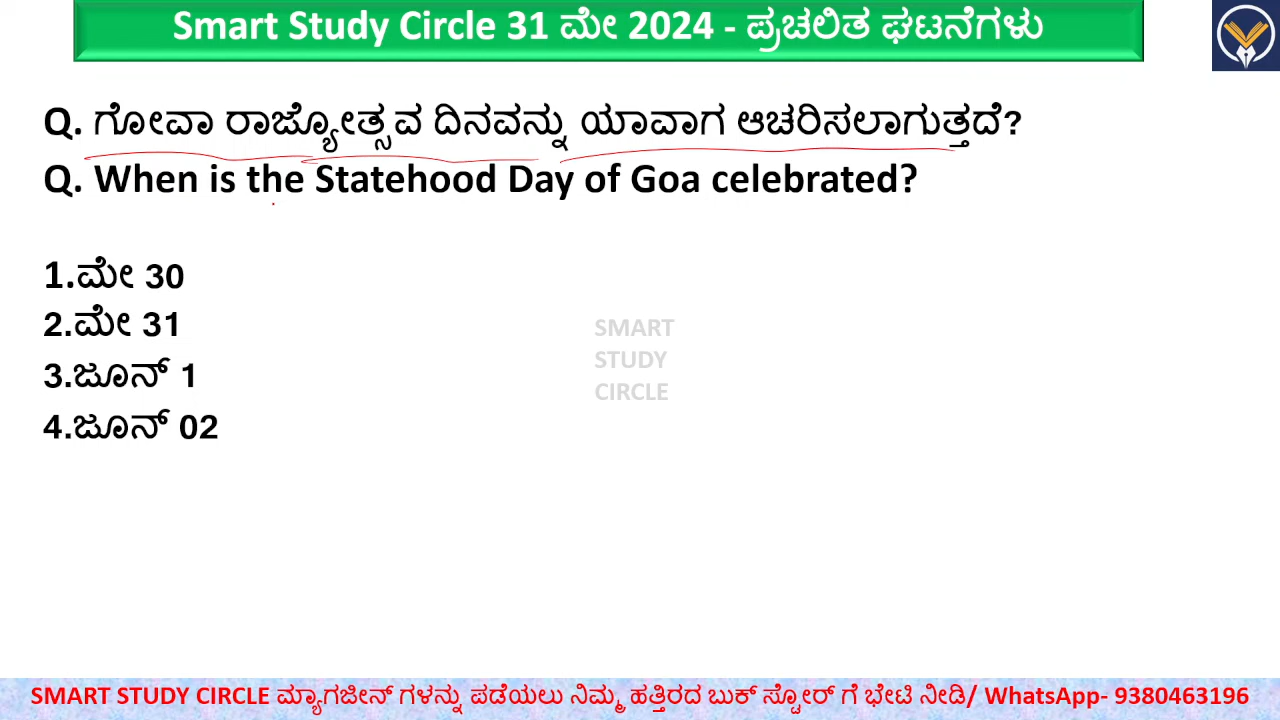 Smart Study Circle 31 ಮೇ 2024 - ಪ್ರಚಲಿತ ಘಟನೆಗಳು
Q. ಗೋವಾ ರಾಜ್ಯೋತ್ಸವ ದಿನವನ್ನು ಯಾವಾಗ ಆಚರಿಸಲಾಗುತ್ತದೆ?
Q. When is the Statehood Day of Goa celebrated?
1.ಮೇ 30
2.ಮೇ 31
3.ಜೂನ್ 1
4.ಜೂನ್ 02
SMART
STUDY
CIRCLE
SMART STUDY CIRCLE ಮ್ಯಾಗಜೀನ್ ಗಳನ್ನು ಪಡೆಯಲು ನಿಮ್ಮ ಹತ್ತಿರದ ಬುಕ್ ಸ್ಟೋರ್ ಗೆ ಭೇಟಿ ನೀಡಿ/ WhatsApp- 9380463196